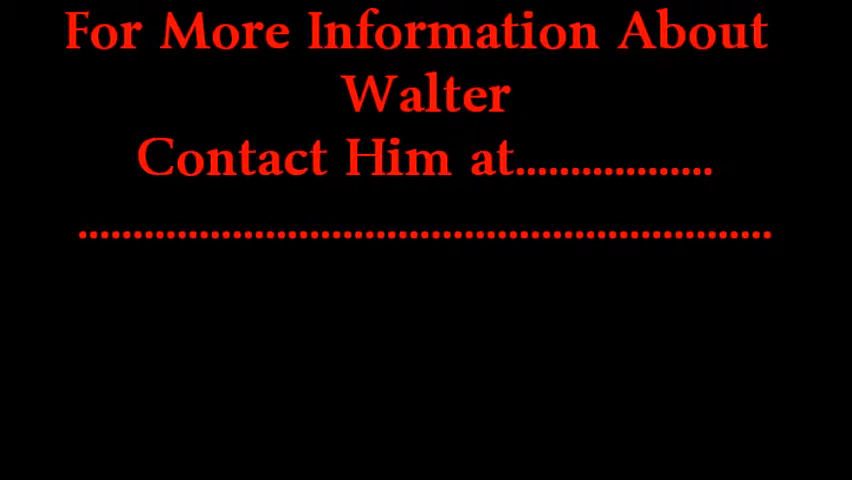 For More Information About
Walter
Contact Him at..................
...............................................................